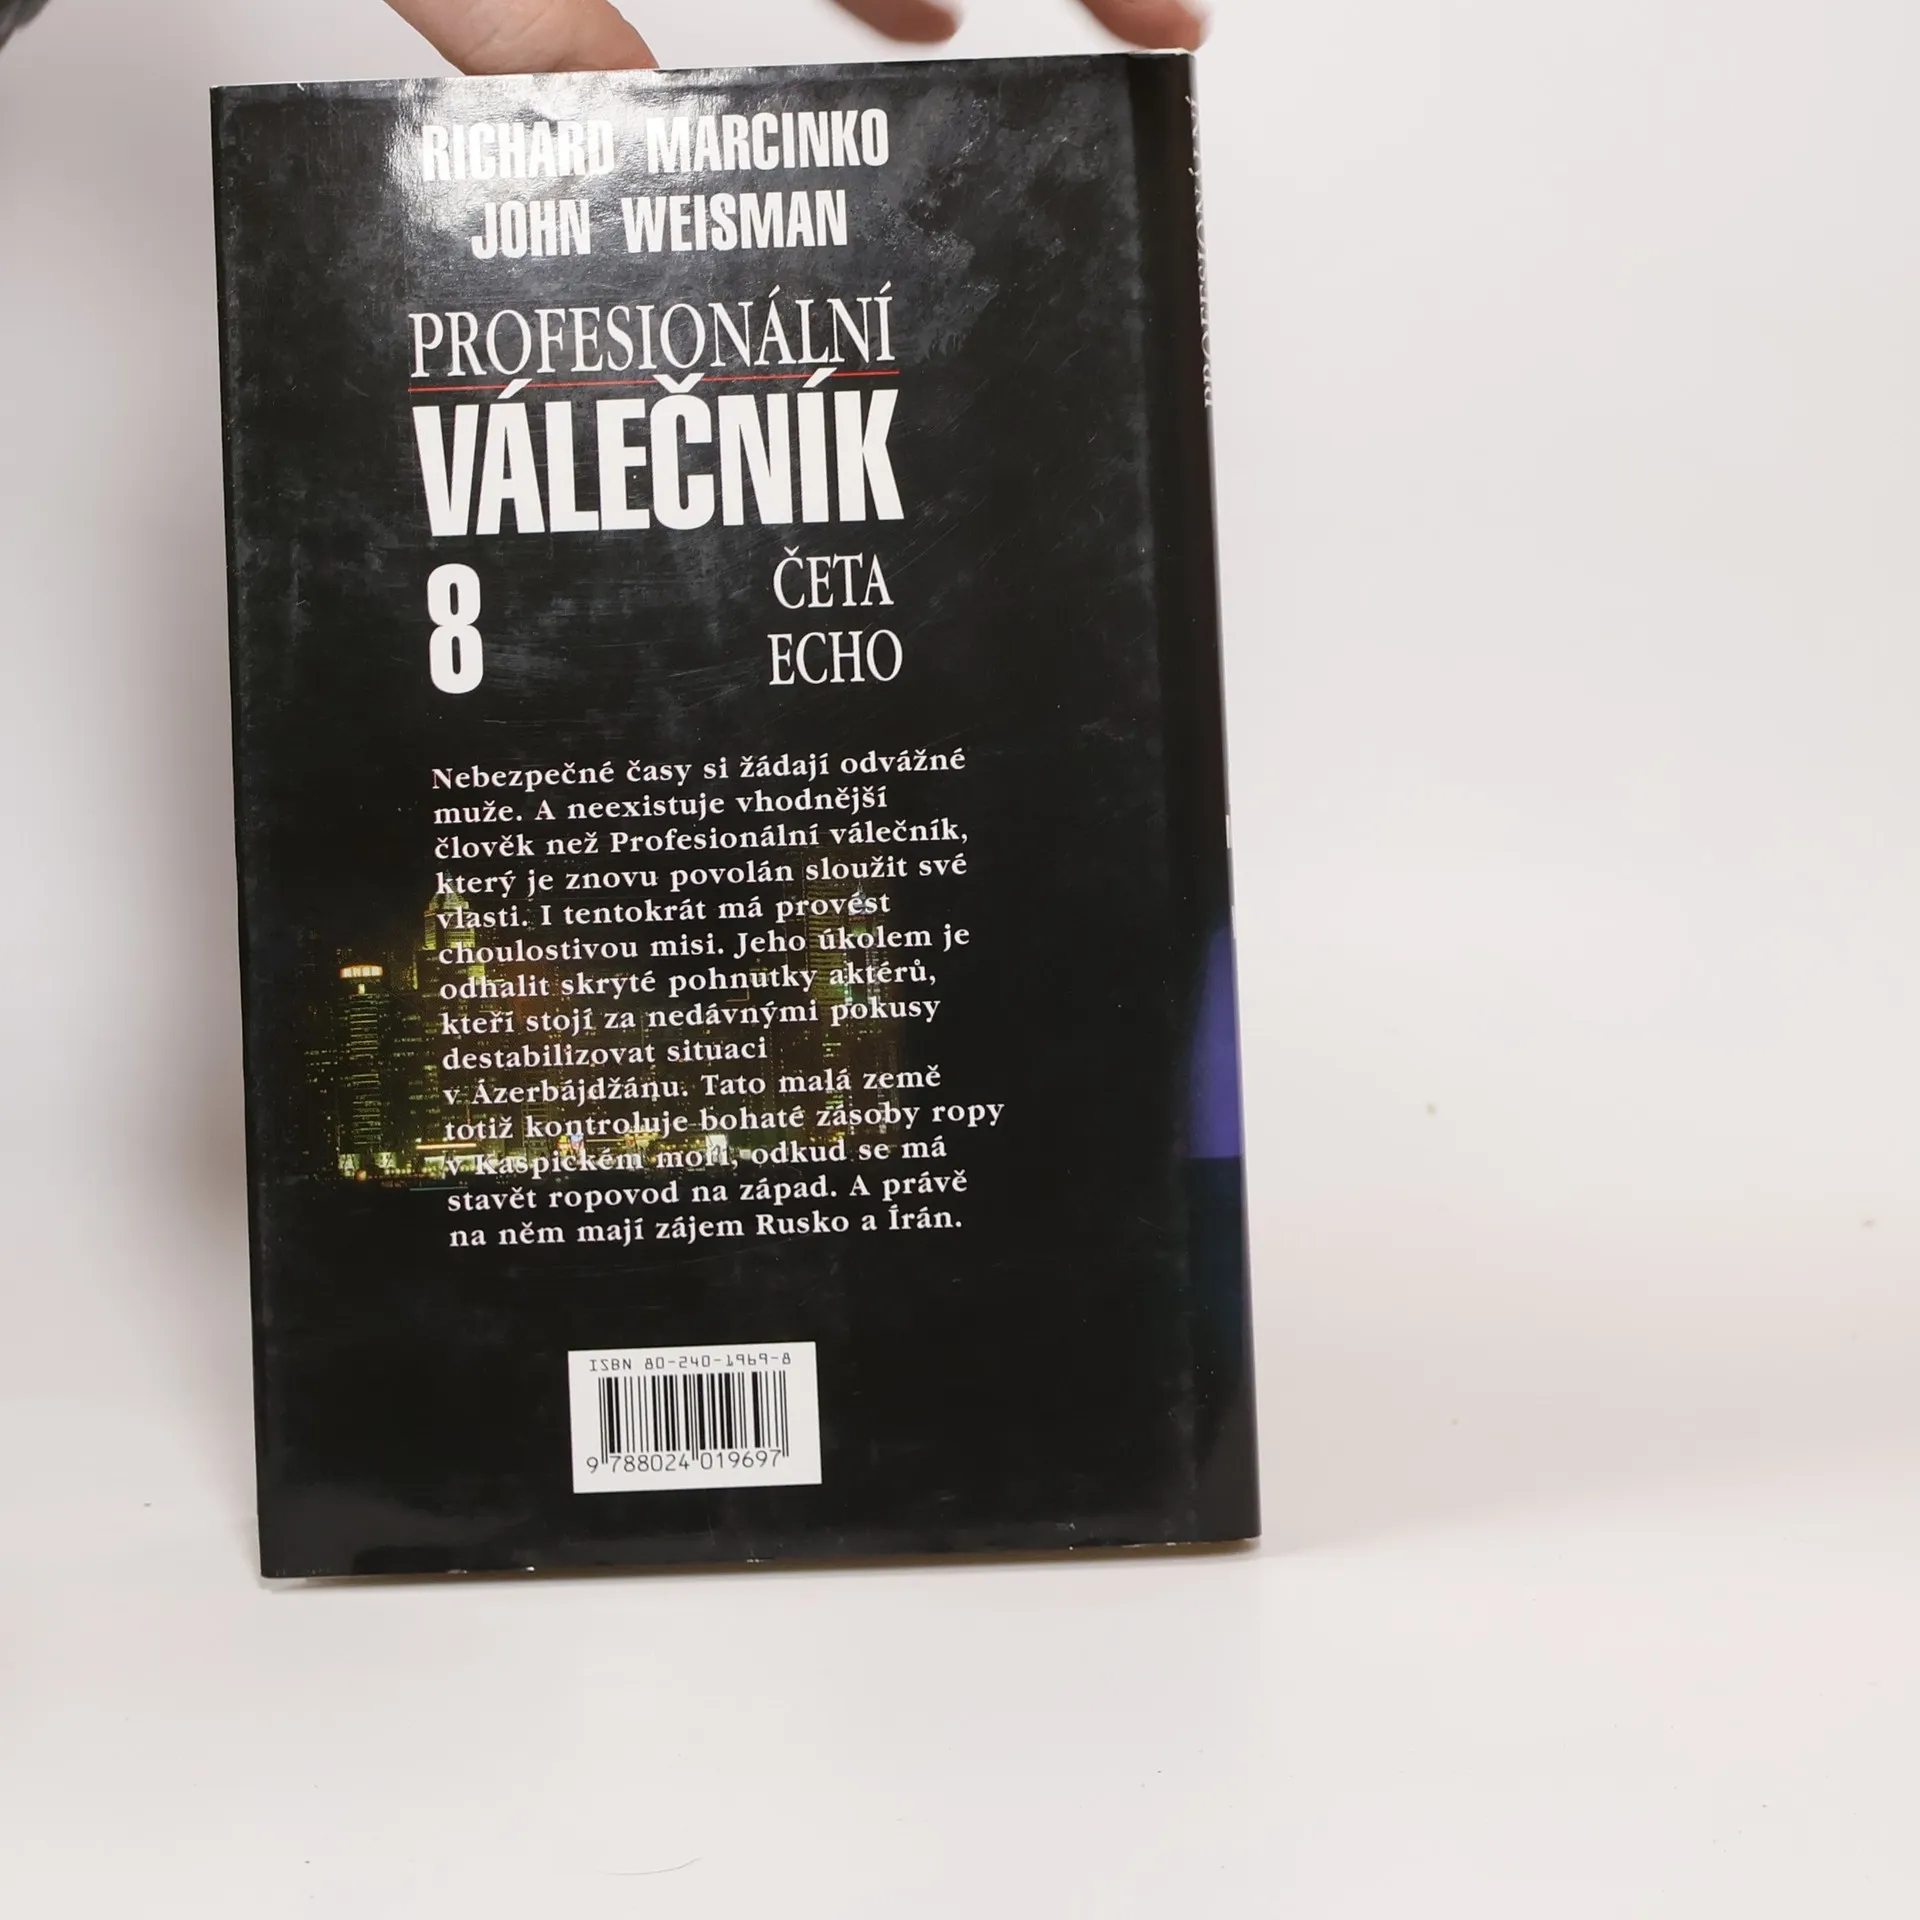 RICHARD MARCINKO
JOHN WEISMAN
PROFESIONÁLNÍ
VÁLEČNÍK
8
ČETA
ECHO
Nebezpečné časy si žádají odvážné
muže. A neexistuje vhodnější
člověk než Profesionální válečník,
který je znovu povolán sloužit své
vlasti. I tentokrát má provést
choulostivou misi. Jeho úkolem je
odhalit skryté pohnutky aktérů,
kteří stojí za nedávnými pokusy
destabilizovat situaci
v Ázerbájdžánu. Tato malá země
totiž kontroluje bohaté zásoby ropy
v Kaspickém moři, odkud se má
stavět ropovod na západ. A právě
na něm mají zájem Rusko a Írán.
ISBN 80-240-1969-8
9 788024 019697
PROFESIONÁLNÍ